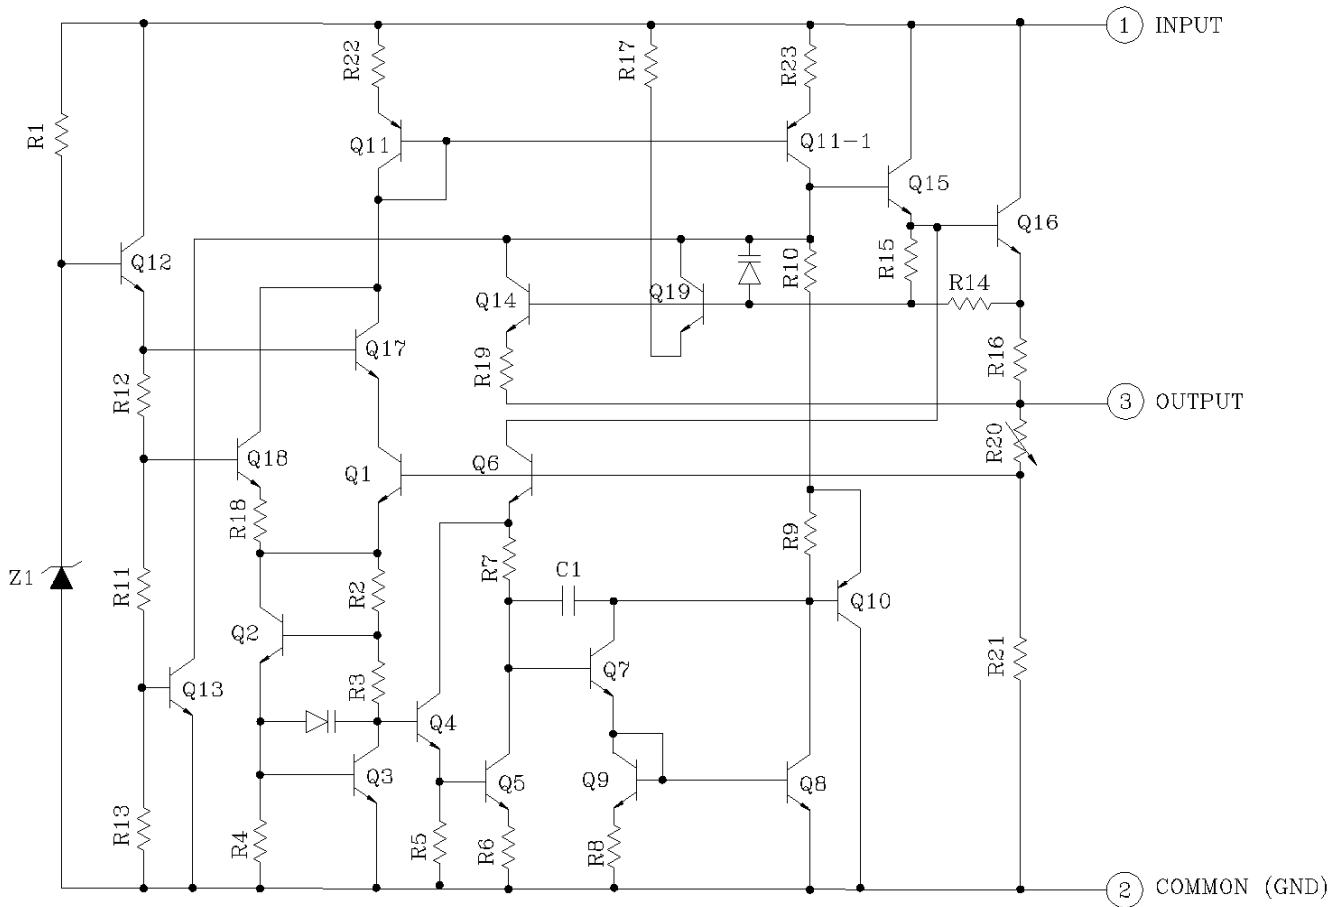 1 INPUT
R22
R17
R23
R1
Q11
Q11-1
Q15
Q16
Q12
R15
R10
R14
Q14
Q19
Q17
R19
R16
R12
3 OUTPUT
R20
Q18
Q1
Q6
R18
R9
R7
C1
Z1
R11
R2
Q10
Q2
R21
Q7
R3
Q13
Q4
Q3
Q5
Q9
Q8
R13
R4
R5
R6
R8
2 COMMON (GND)